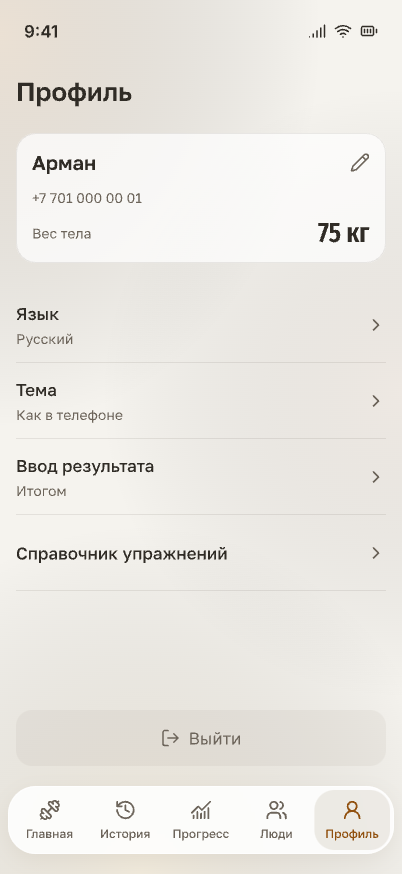 9:41
Профиль
Арман
+7 701 000 00 01
Вес тела
75 кг
Язык
Русский
Тема
Как в телефоне
Ввод результата
Итогом
Справочник упражнений
Выйти
Главная
История
Прогресс
Люди
Профиль